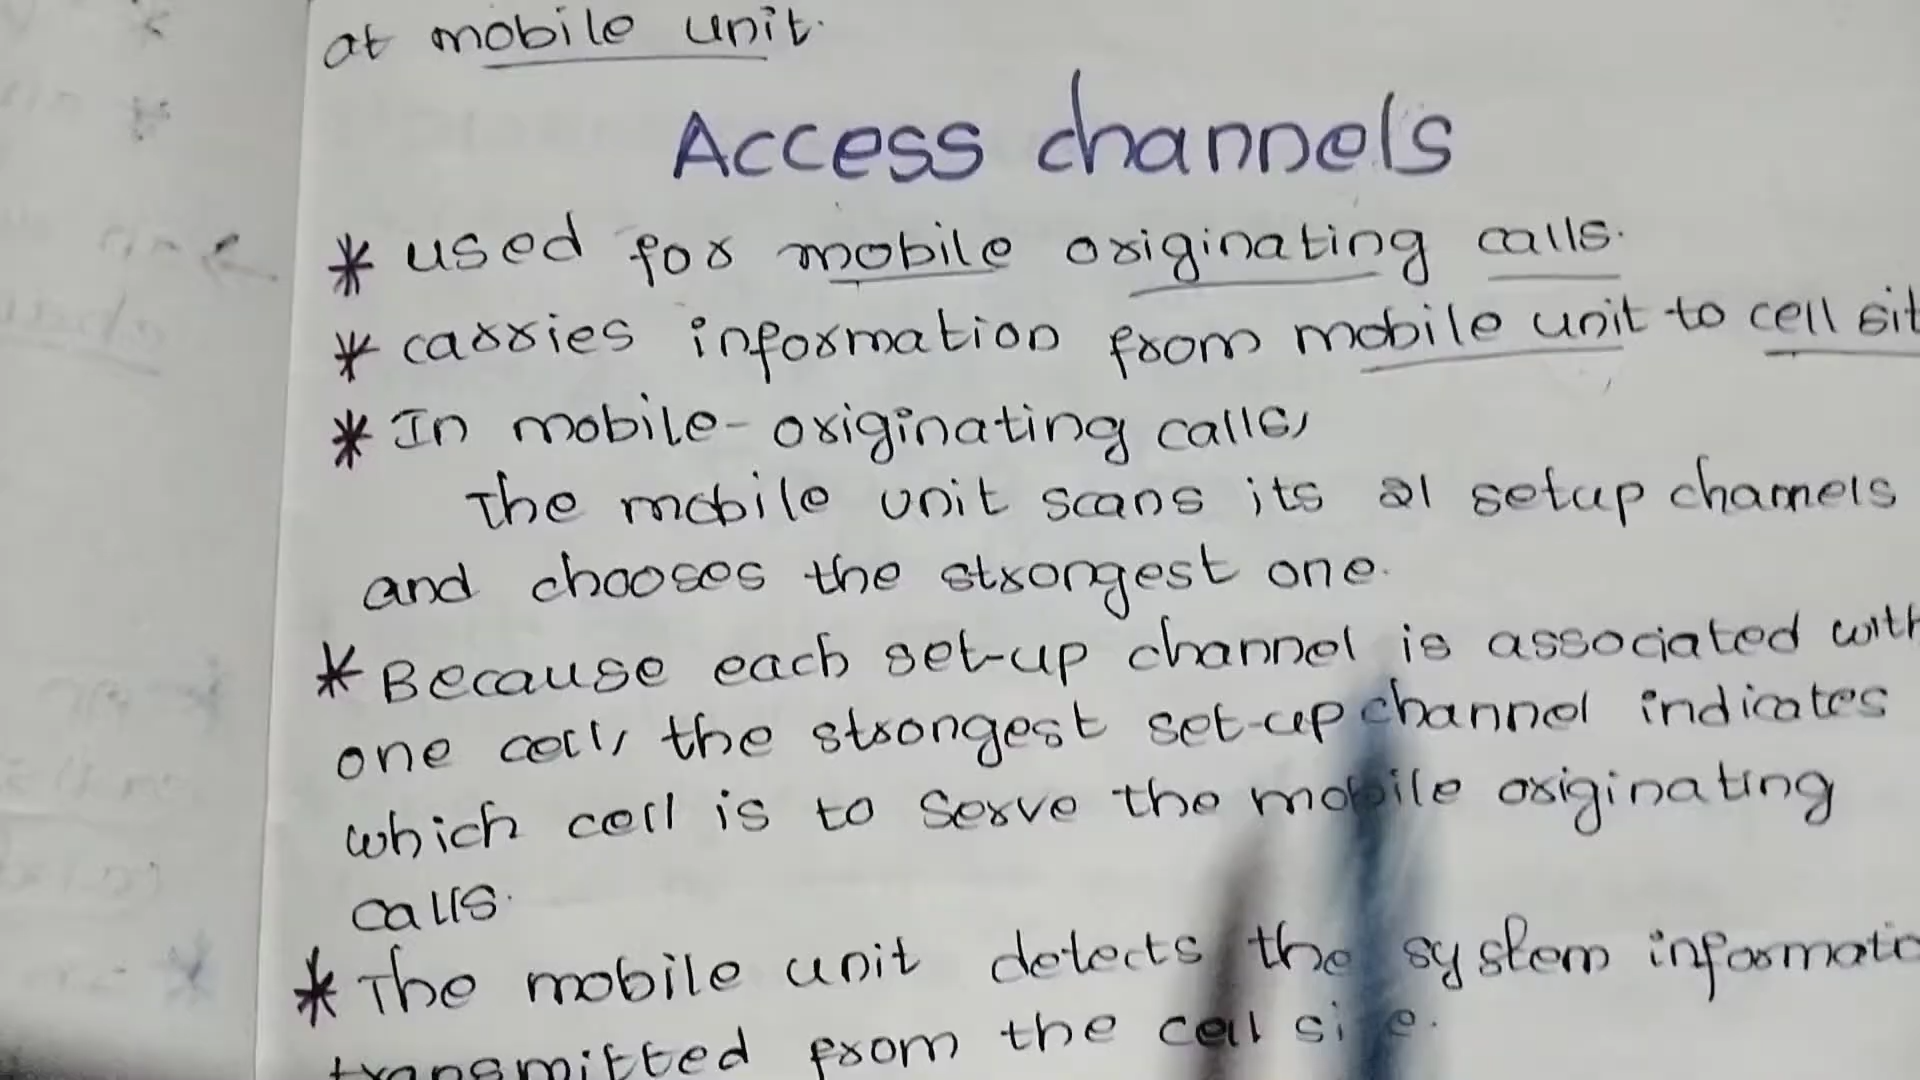 at mobile unit.
Access channels
* used for mobile originating calls.
* carries information from mobile unit to cell sit
* In mobile-originating calls,
The mobile unit scans its 21 setup channels
and chooses the strongest one.
* Because each set-up channel is associated with
one cell, the strongest set-up channel indicates
which cell is to serve the mobile originating
calls.
* The mobile unit detects the system informatio
transmitted from the cell site.